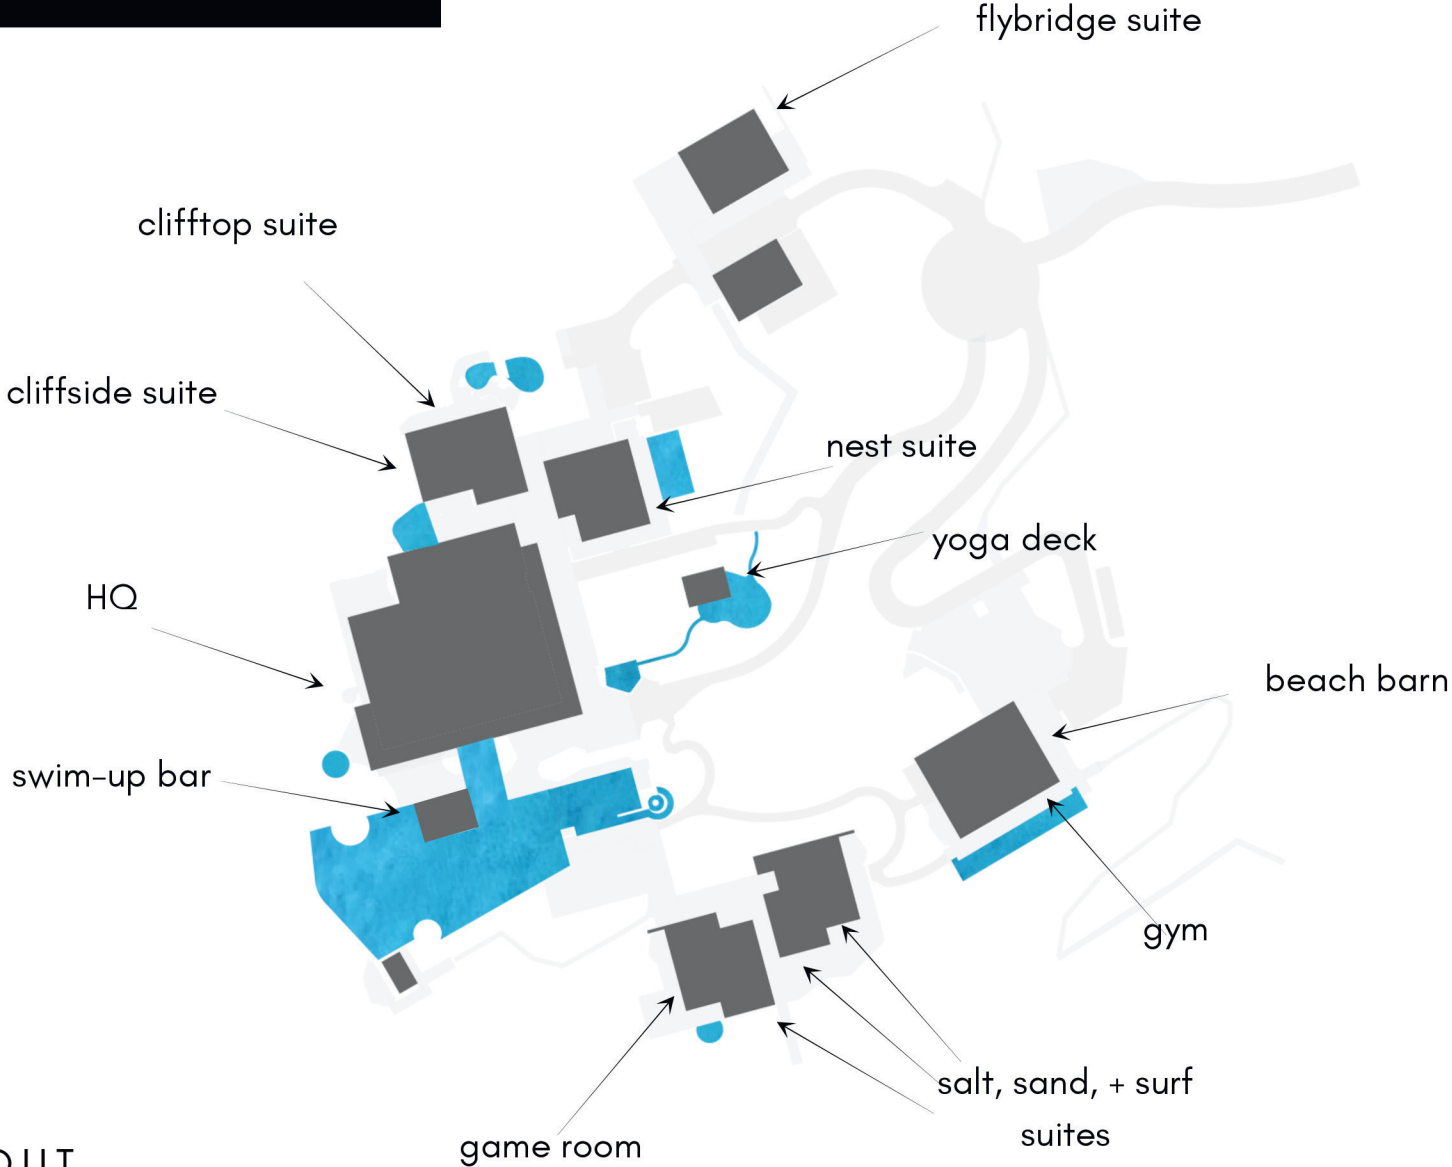 flybridge suite
clifftop suite
cliffside suite
nest suite
yoga deck
HQ
beach barn
swim-up bar
gym
salt, sand, + surf
suites
game room